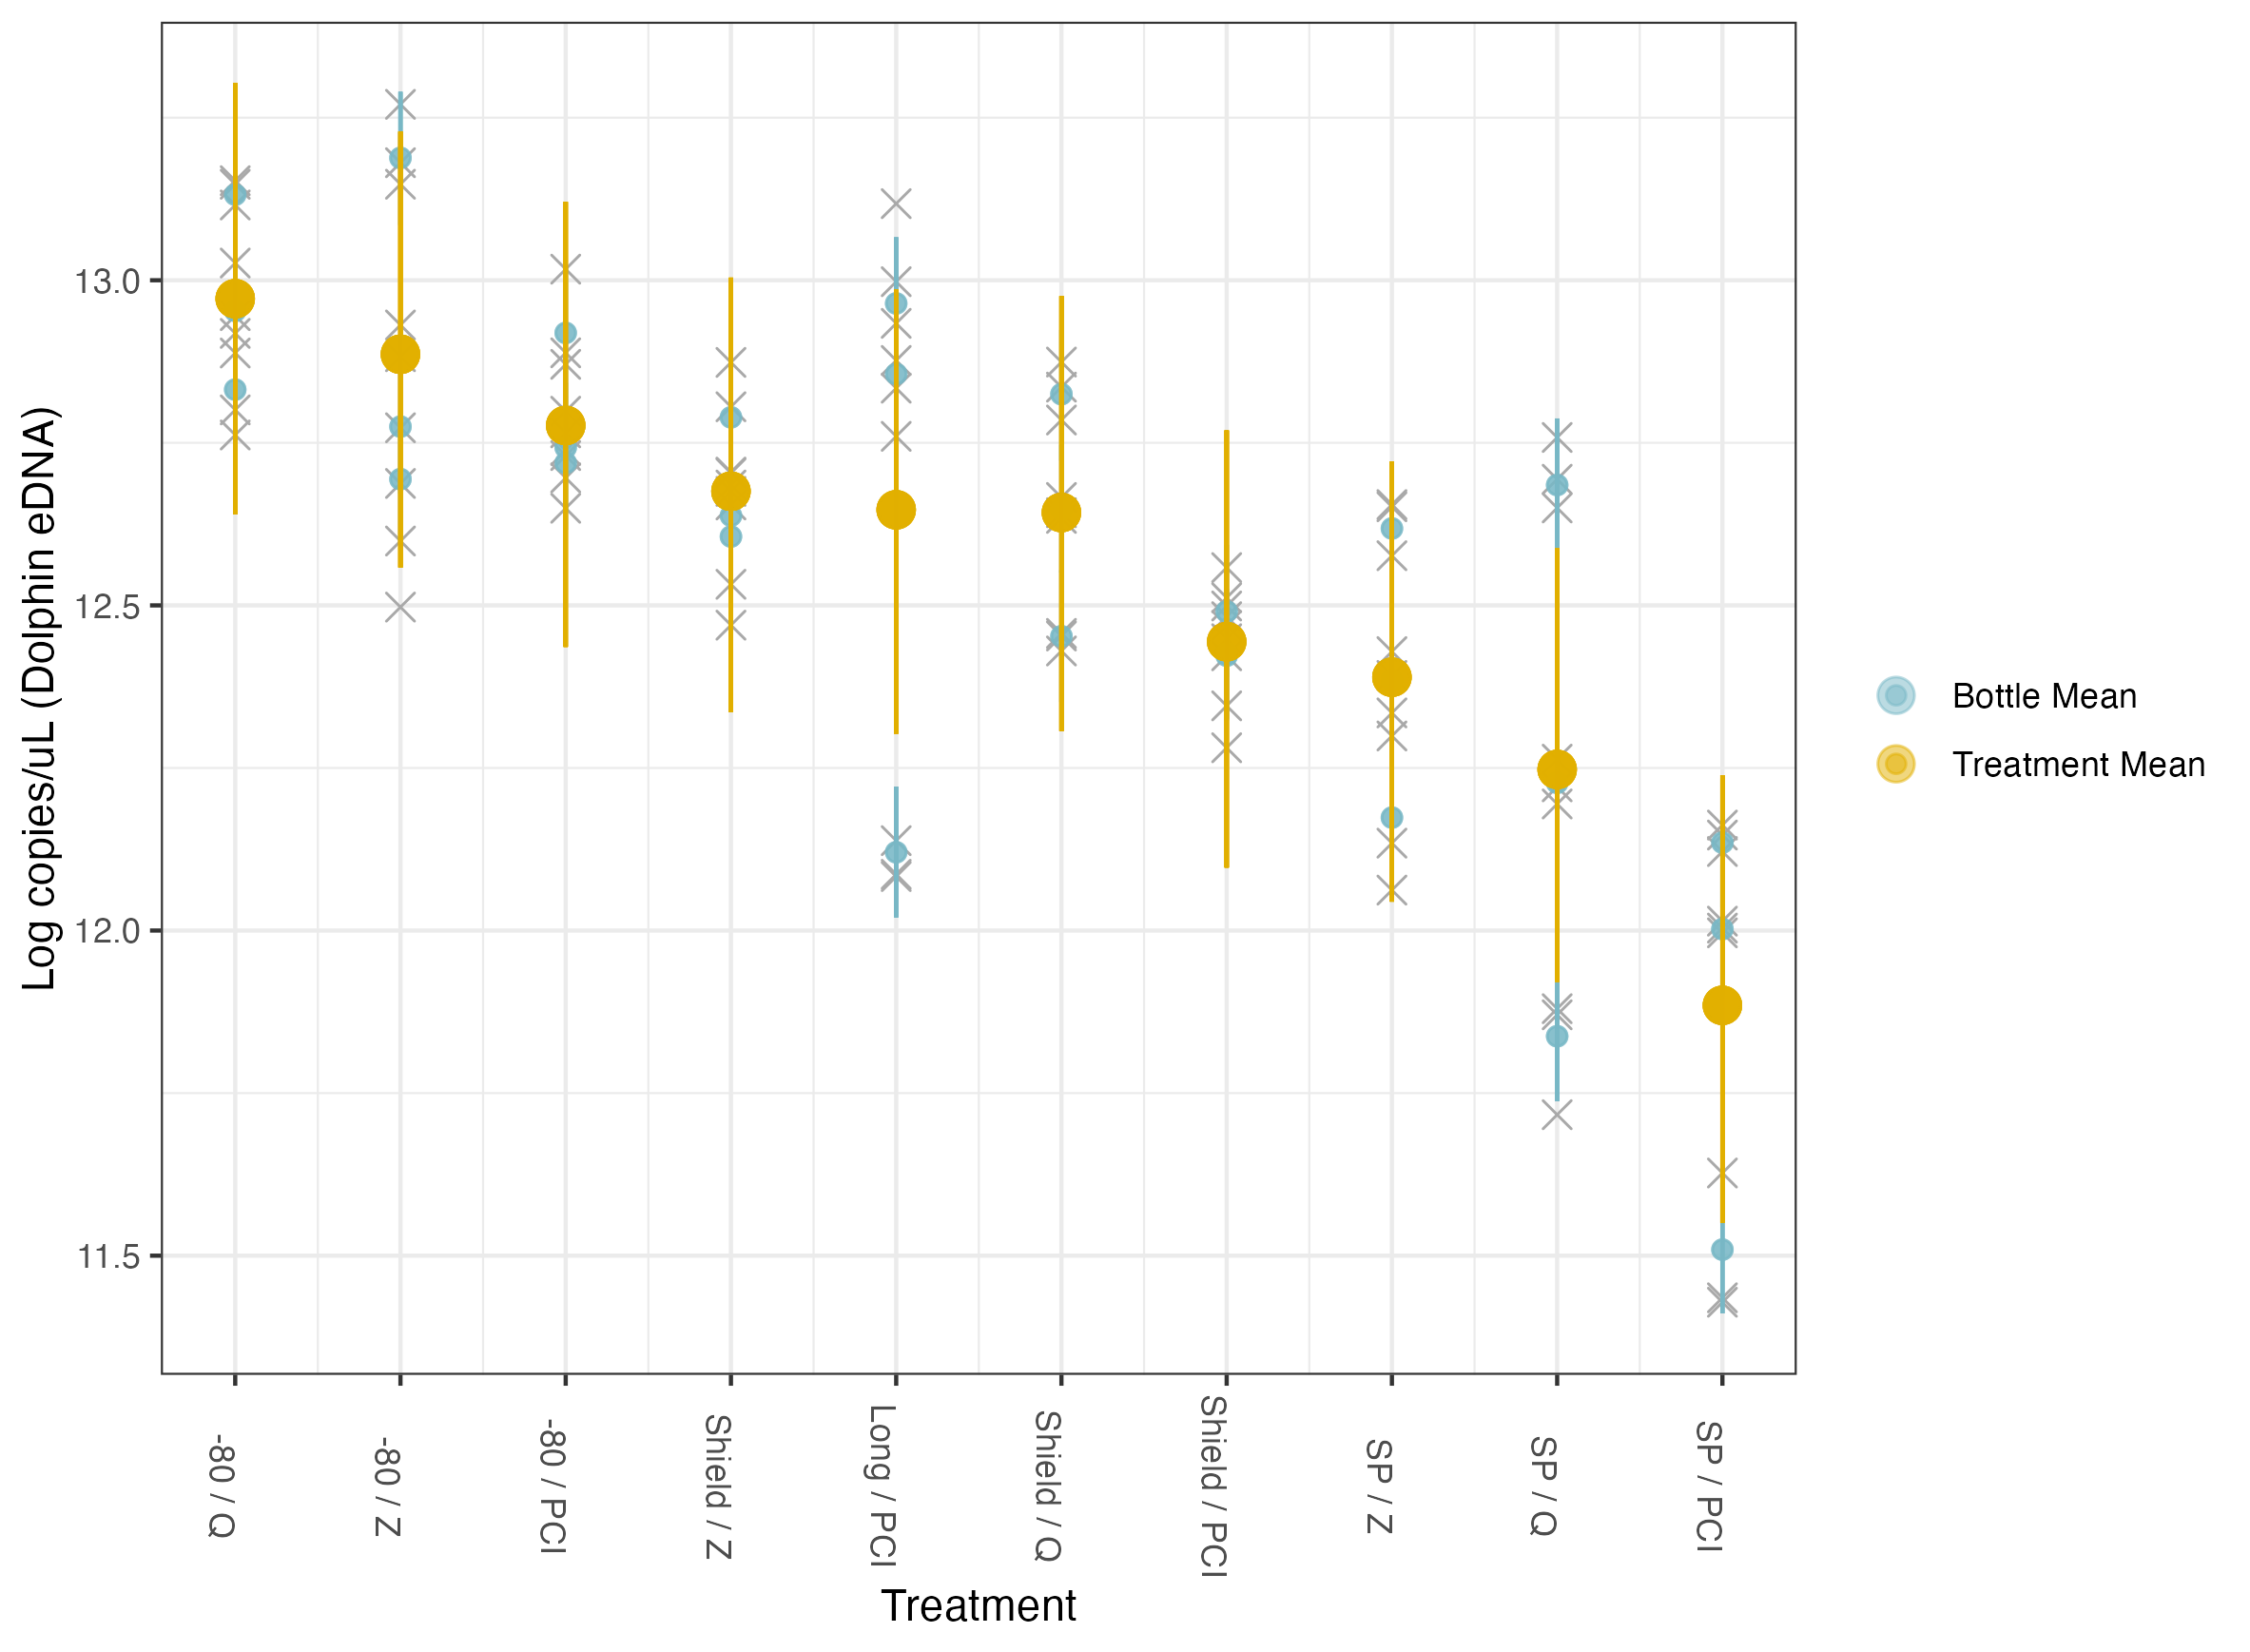 Log copies/uL (Dolphin eDNA)
13.0
12.5
12.0
11.5
-80 / Q
-80 / Z
-80 / PCI
Shield / Z
Long / PCI
Shield / Q
Shield / PCI
SP / Z
SP / Q
SP / PCI
Treatment
Bottle Mean
Treatment Mean